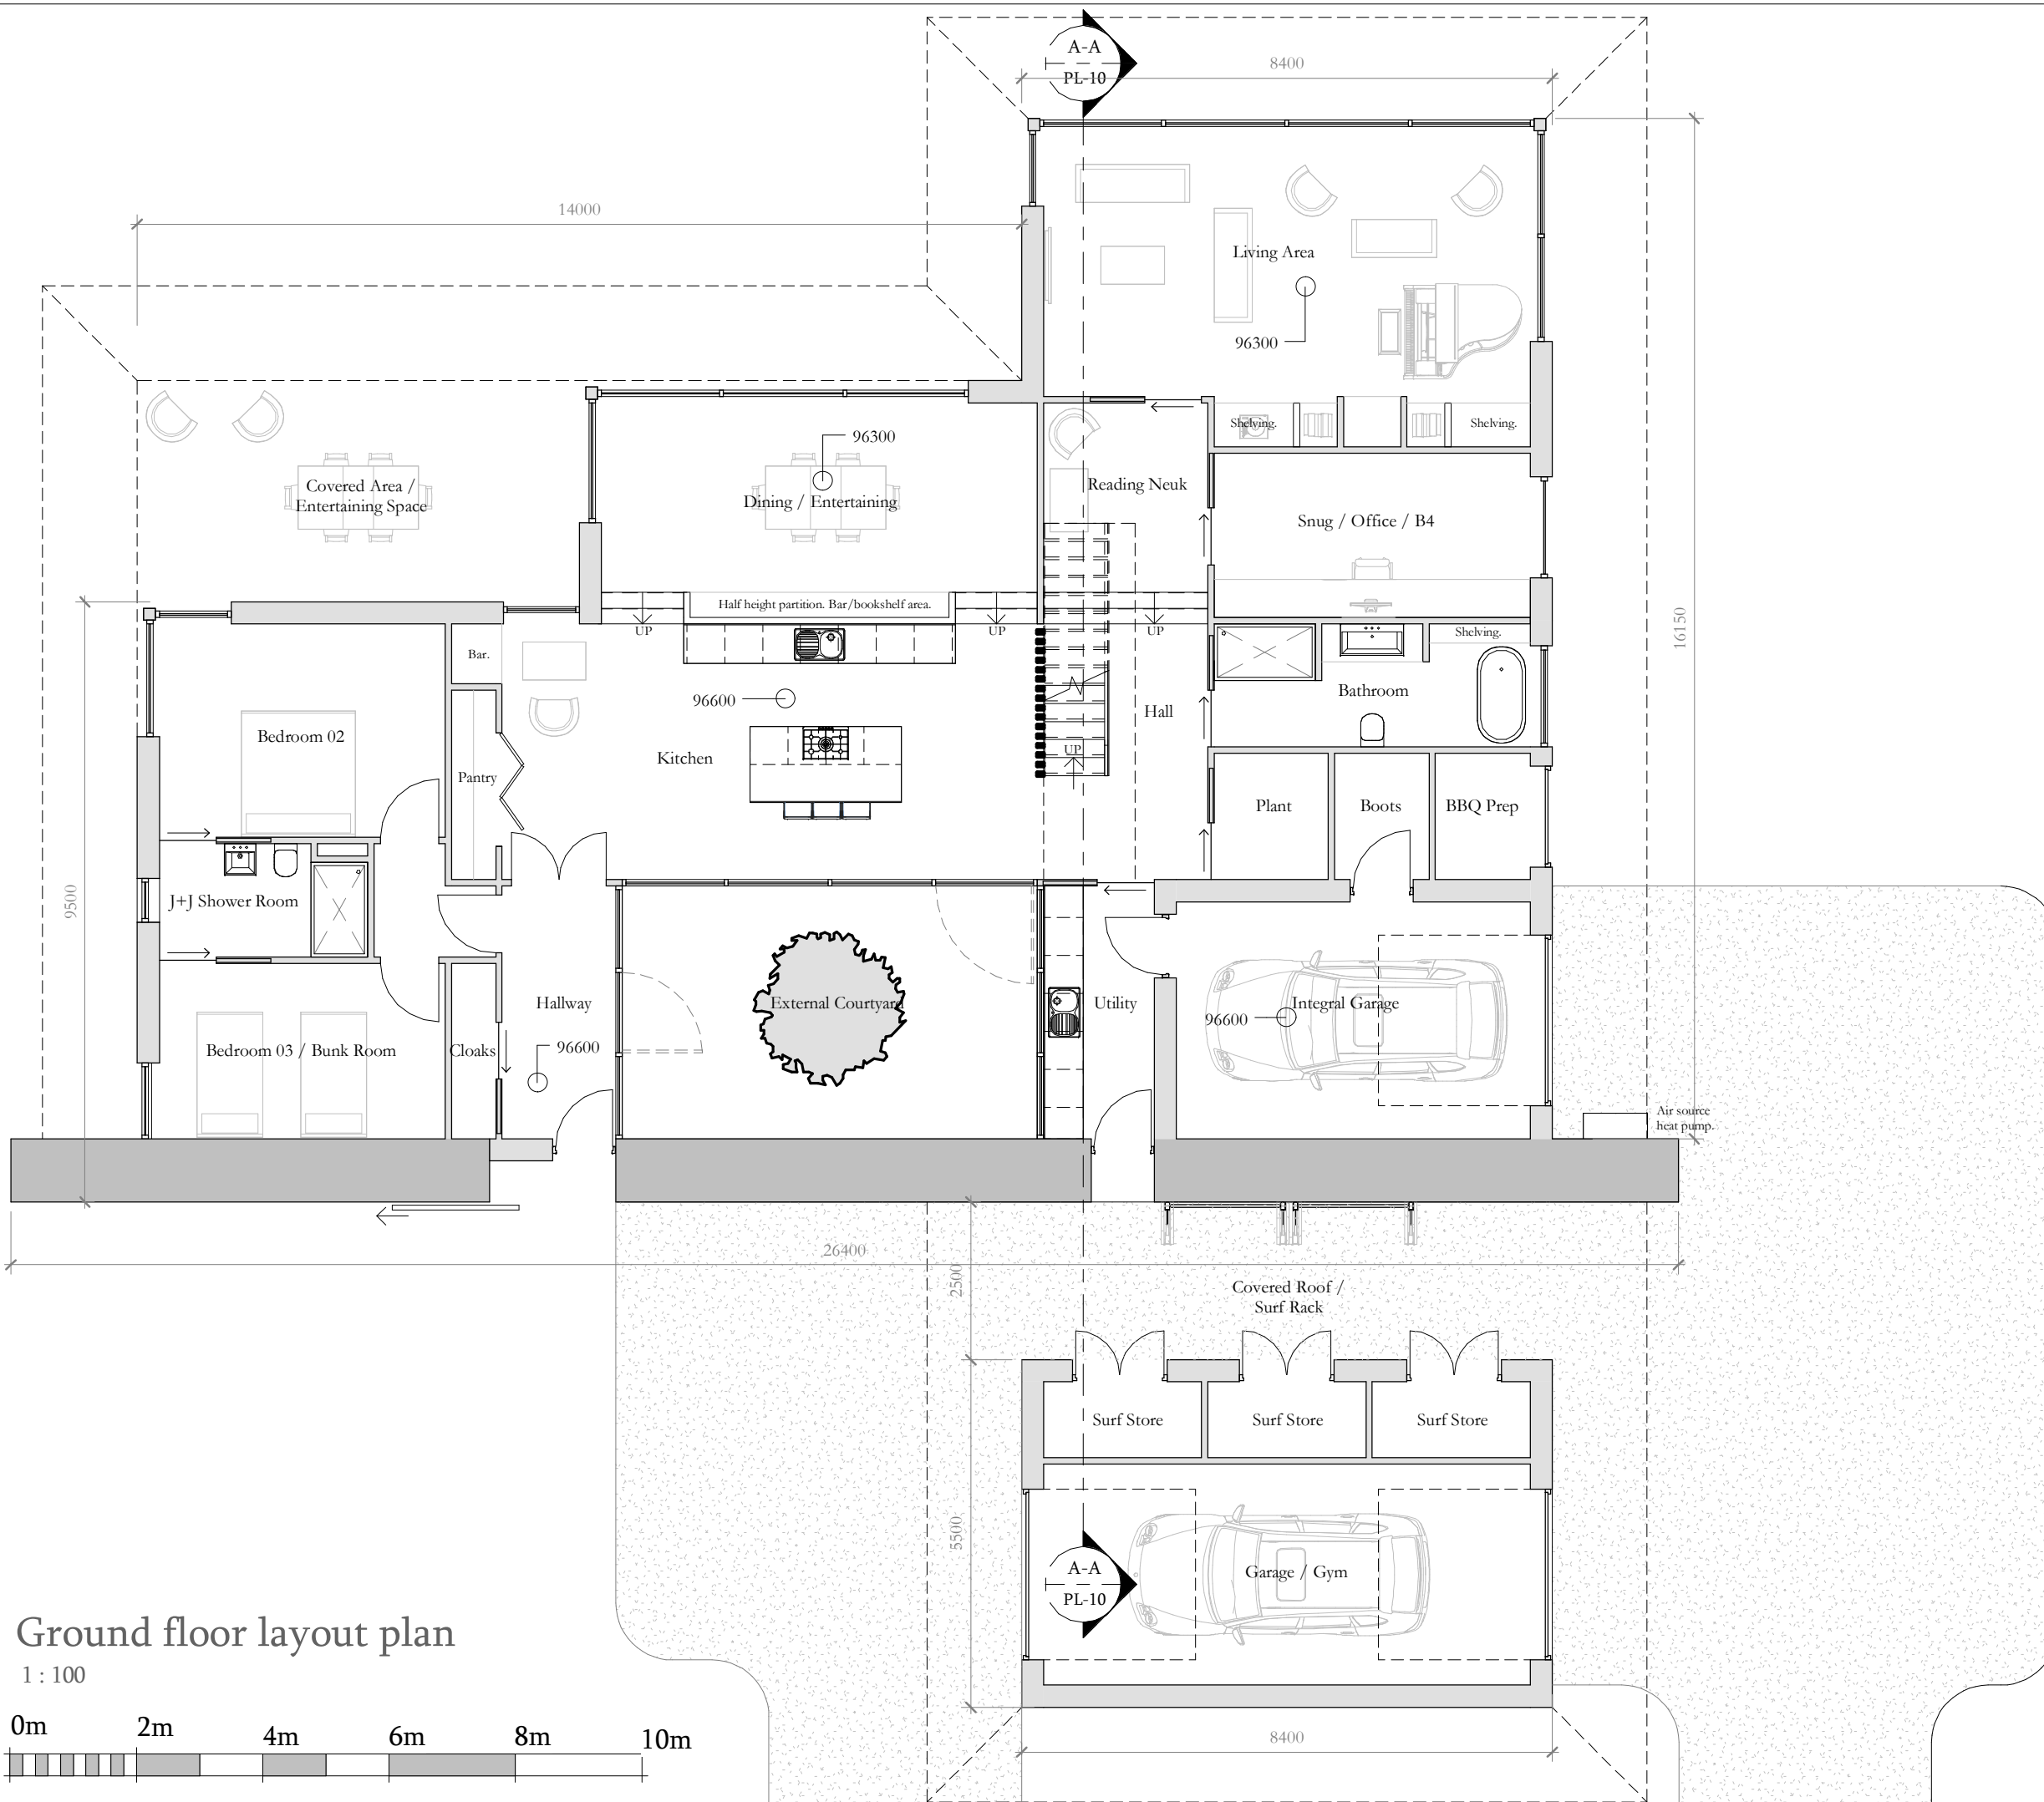 A-A
PL-10
8400
14000
Living Area
96300
16150
Shelving.
Shelving.
96300
Covered Area /
Entertaining Space
Dining / Entertaining
Reading Neuk
Snug / Office / B4
Half height partition. Bar/bookshelf area.
UP
UP
UP
Shelving.
Bar.
96600
Bathroom
Hall
Bedroom 02
Kitchen
UP
Pantry
Plant
Boots
BBQ Prep
9500
J+J Shower Room
Hallway
External Courtyard
Utility
Integral Garage
96600
Bedroom 03 / Bunk Room
Cloaks
96600
Air source
heat pump.
26400
2500
Covered Roof /
Surf Rack
Surf Store
Surf Store
Surf Store
5500
A-A
PL-10
Garage / Gym
8400
Ground floor layout plan
1 : 100
0m
2m
4m
6m
8m
10m